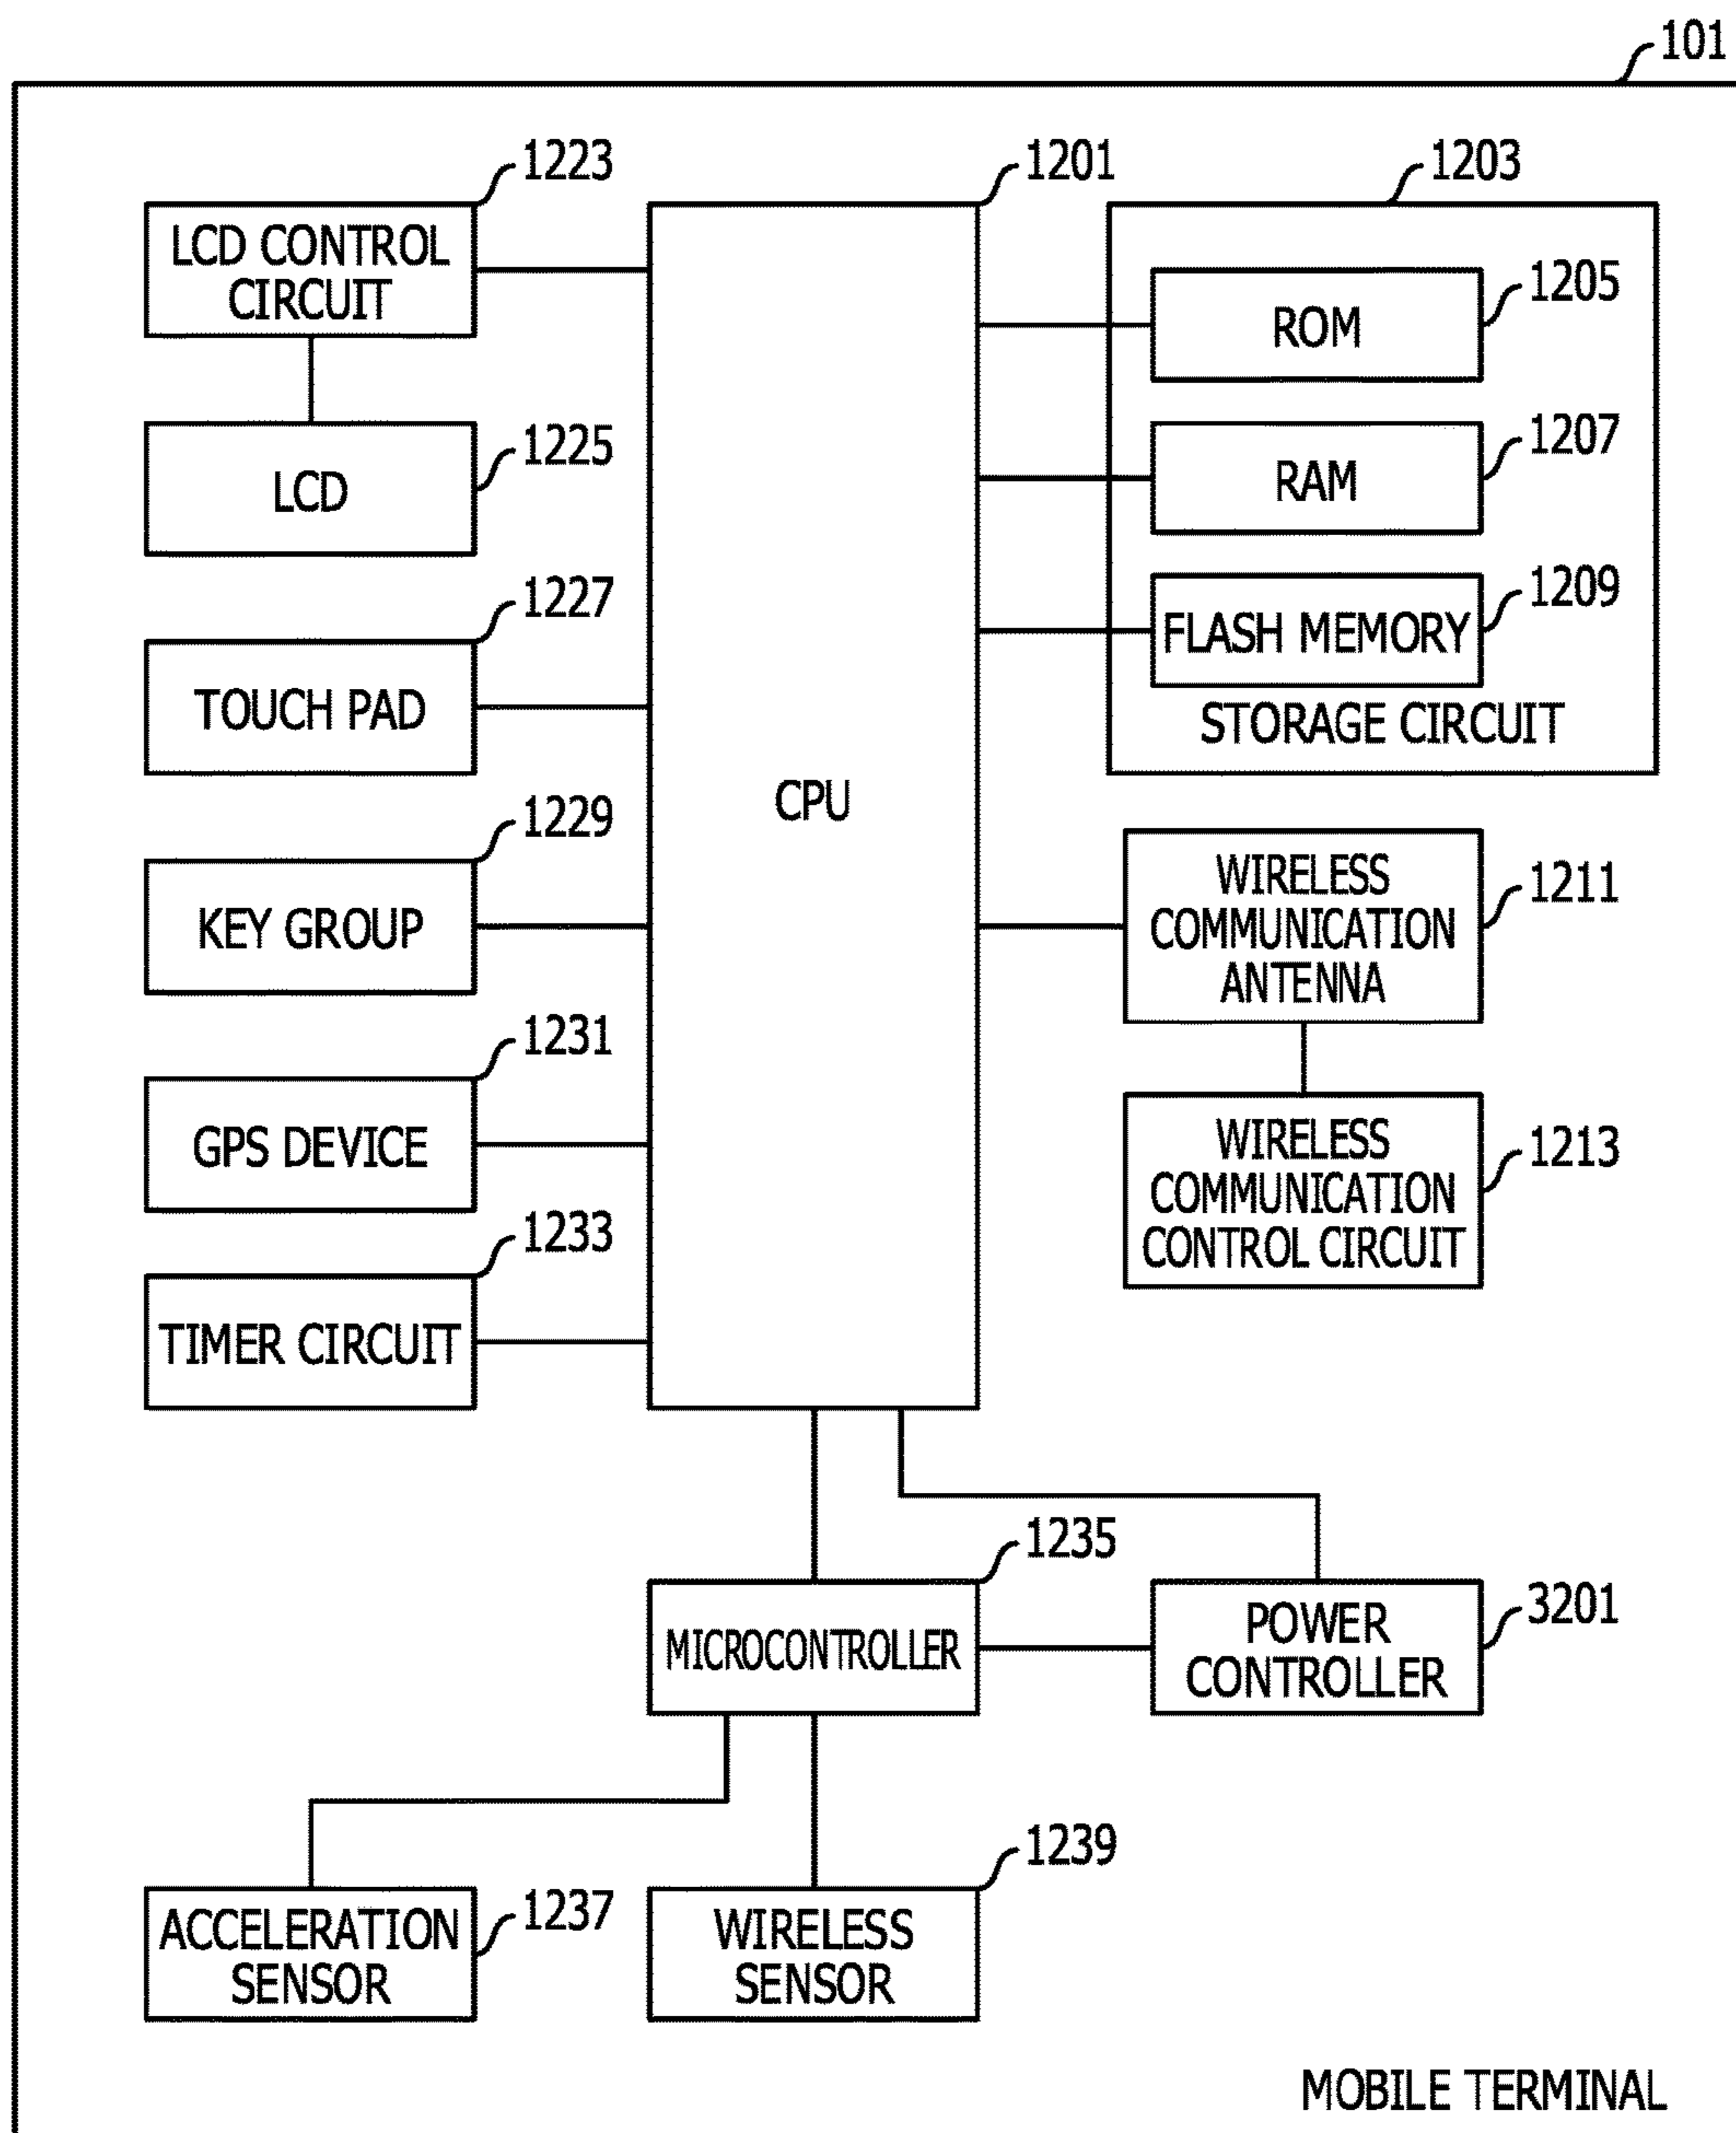 101
1223
1201
1203
LCD CONTROL
CIRCUIT
1205
ROM
1225
LCD
1207
RAM
1227
TOUCH PAD
1209
FLASH MEMORY
STORAGE CIRCUIT
CPU
1229
KEY GROUP
WIRELESS
COMMUNICATION
ANTENNA
1211
1231
GPS DEVICE
WIRELESS
COMMUNICATION
CONTROL CIRCUIT
1213
1233
TIMER CIRCUIT
1235
MICROCONTROLLER
POWER
CONTROLLER
3201
ACCELERATION
SENSOR
1237
1239
WIRELESS
SENSOR
MOBILE TERMINAL